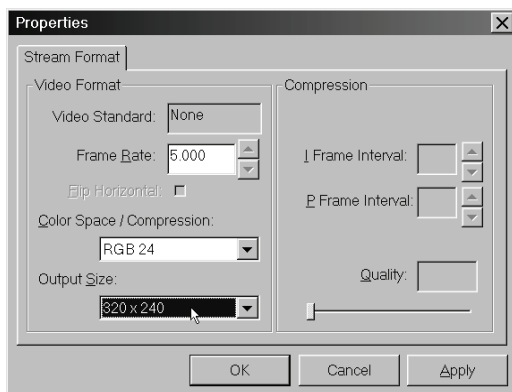 Properties
Stream Format
Video Format
Video Standard: None
Frame Rate: 5.000
Flip Horizontal:
Color Space / Compression:
RGB 24
Output Size:
320 x 240
Compression
I Frame Interval:
P Frame Interval:
Quality:
OK Cancel Apply